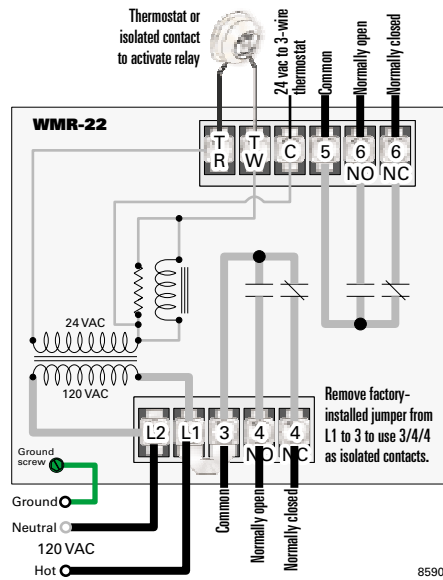 Thermostat or
isolated contact
to activate relay
24 vac to 3-wire
thermostat
Common
Normally open
Normally closed
WMR-22
T
R
T
W
C
5
6
NO
6
NC
24 VAC
120 VAC
Remove factory-
installed jumper from
L1 to 3 to use 3/4/4
as isolated contacts.
L2
L1
3
4
NO
4
NC
Ground
screw
Ground
Neutral
120 VAC
Hot
Common
Normally open
Normally closed
8590